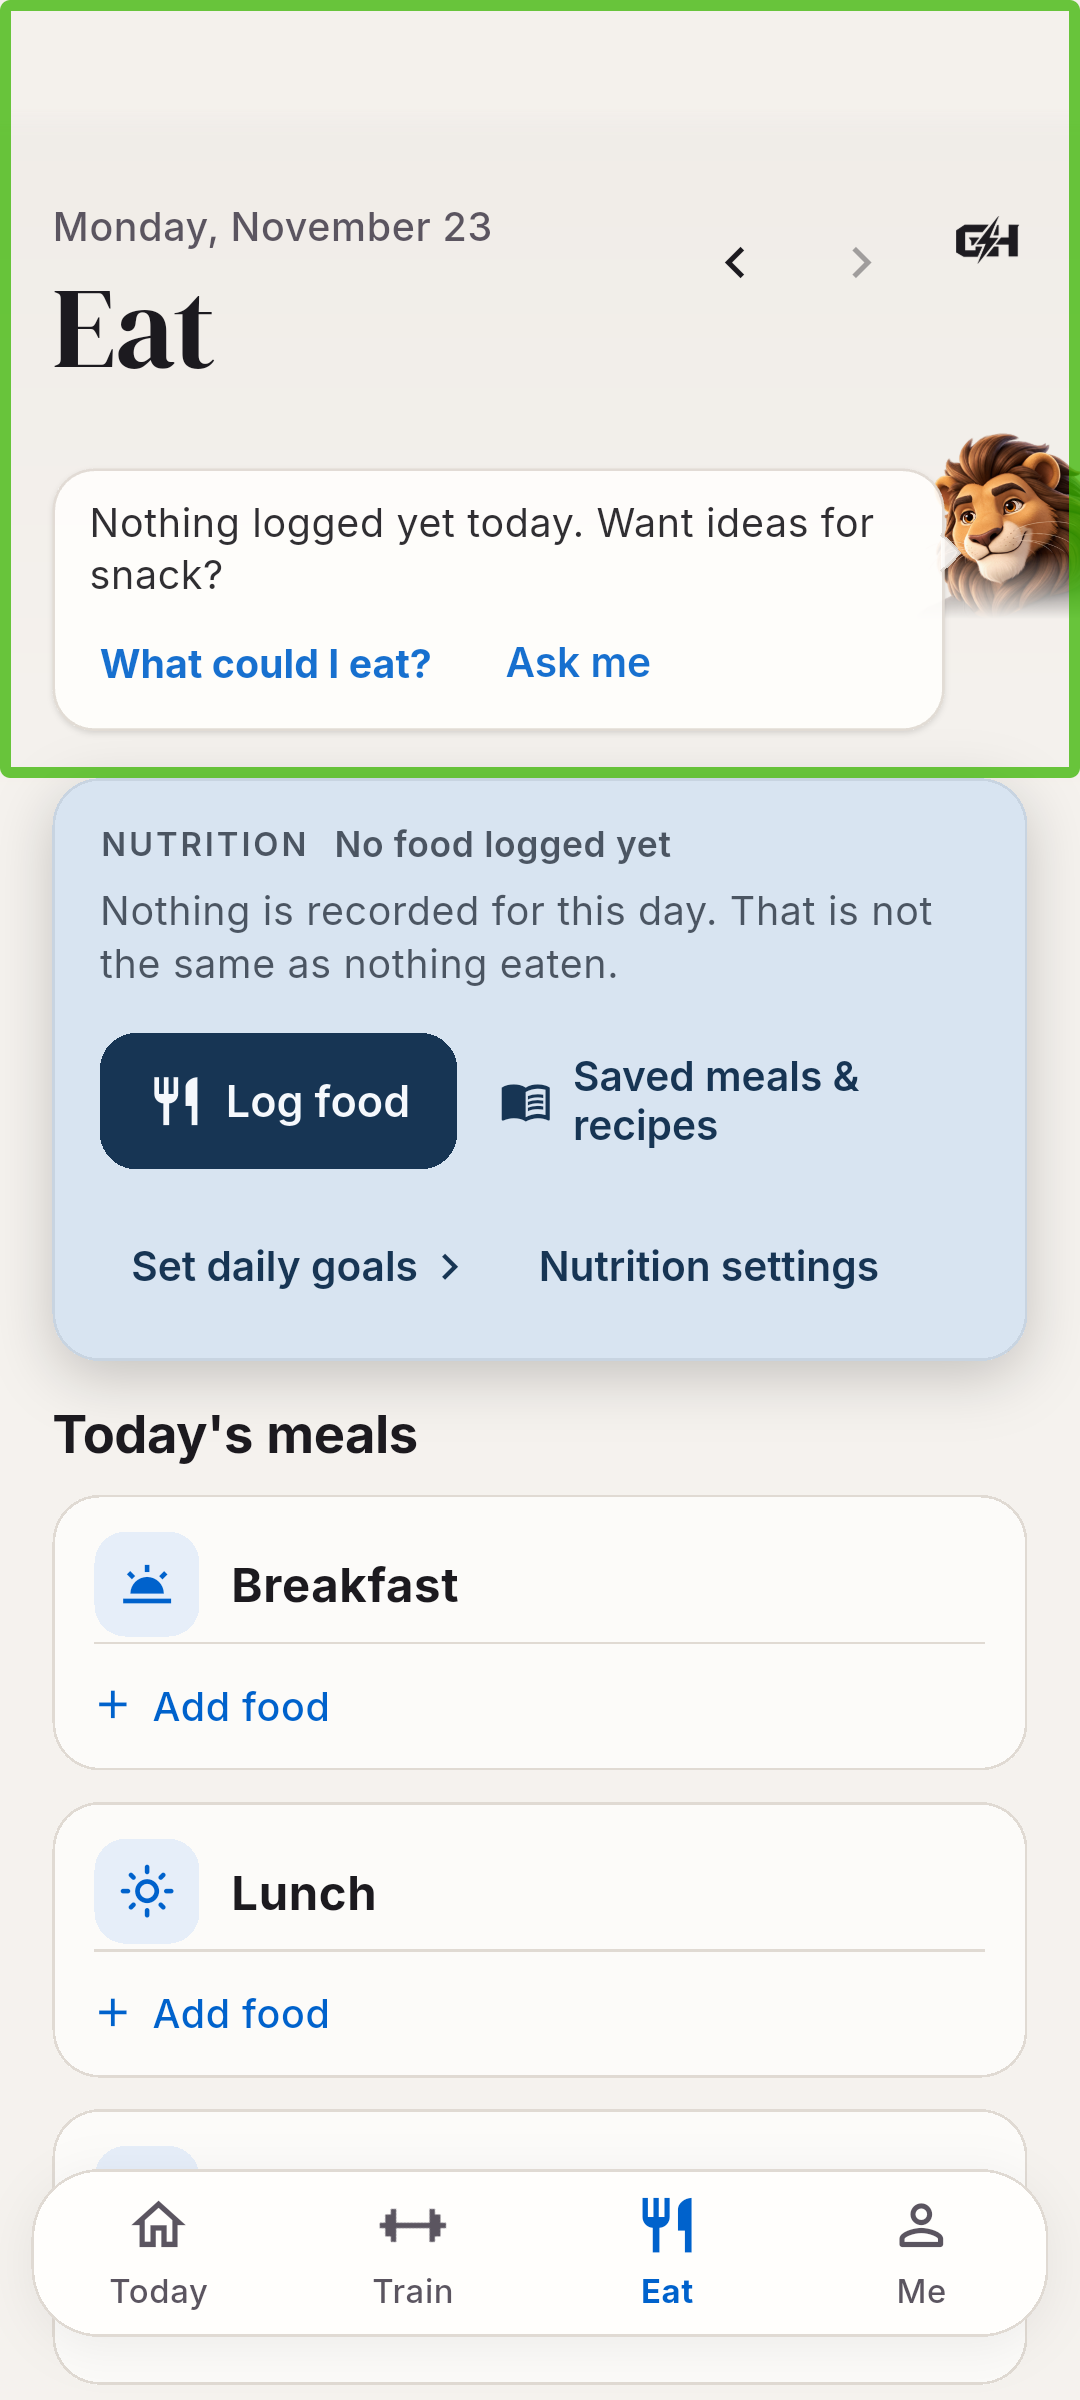 Monday, November 23
GH
Eat
Nothing logged yet today. Want ideas for
snack?
What could I eat?
Ask me
NUTRITION No food logged yet
Nothing is recorded for this day. That is not
the same as nothing eaten.
Log food
Saved meals &
recipes
Set daily goals
Nutrition settings
Today's meals
Breakfast
+ Add food
Lunch
+ Add food
Today
Train
Eat
Me